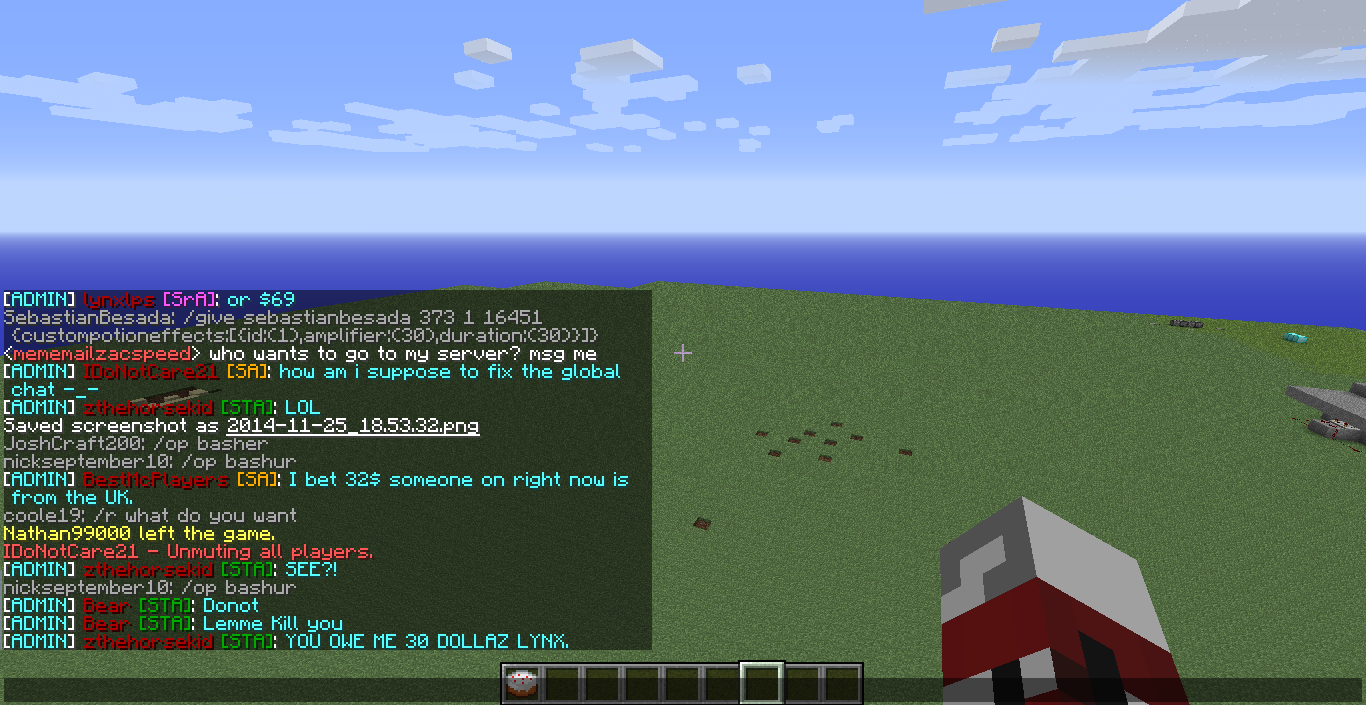 [ADMIN] lynxlps [SrA]: or $69
SebastianBesada: /give sebastianbesada 373 1 16451
{custompotioneffects:[{id:(1),amplifier:(30),duration:(30)}]}
<mememailzacspeed> who wants to go to my server? msg me
[ADMIN] IDoNotCare21 [SA]: how am i suppose to fix the global
chat -_-
[ADMIN] zthehorsekid [STA]: LOL
Saved screenshot as 2014-11-25_18.53.32.png
JoshCraft200: /op basher
nickseptember10: /op bashur
[ADMIN] BestMcPlayers [SA]: I bet 32$ someone on right now is
from the UK.
coole19: /r what do you want
Nathan99000 left the game.
IDoNotCare21 - Unmuting all players.
[ADMIN] zthehorsekid [STA]: SEE?!
nickseptember10: /op bashur
[ADMIN] Bear [STA]: Donot
[ADMIN] Bear [STA]: Lemme Kill you
[ADMIN] zthehorsekid [STA]: YOU OWE ME 30 DOLLAZ LYNX.